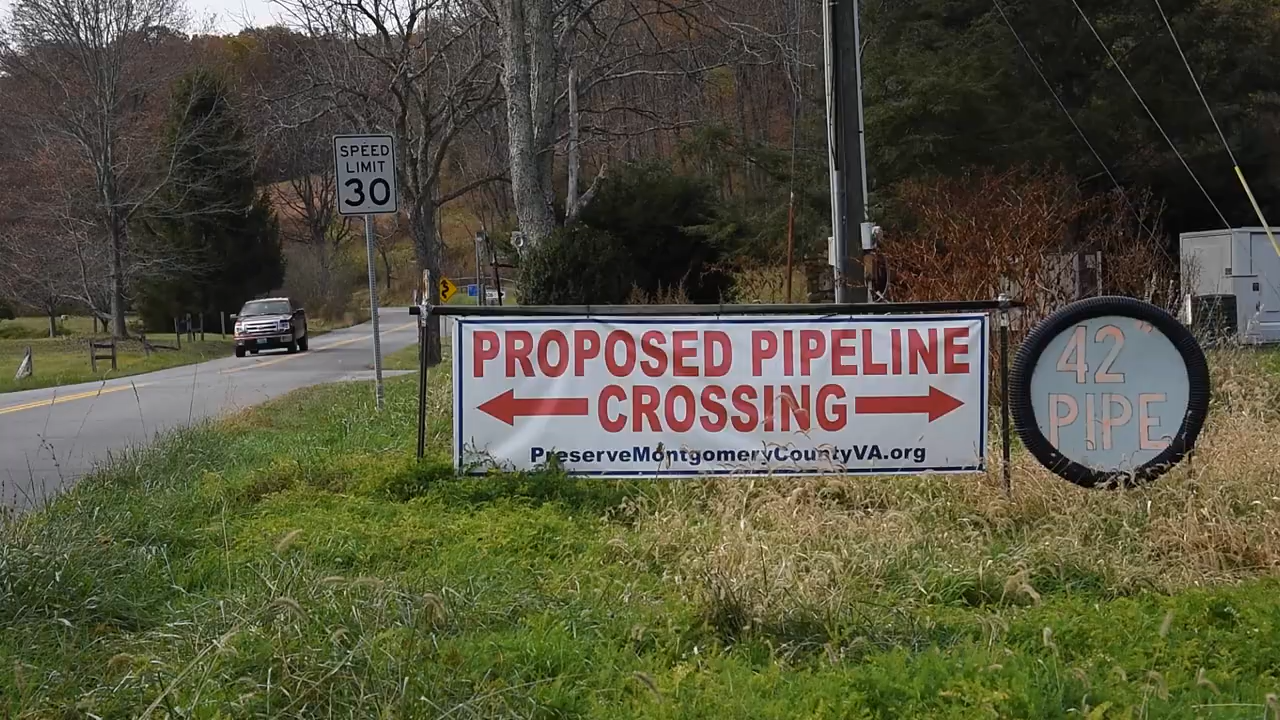 SPEED
LIMIT
30
PROPOSED PIPELINE
CROSSING
PreserveMontgomeryCountyVA.org
42"
PIPE